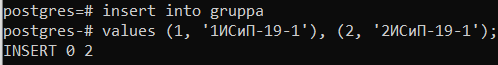 postgres=# insert into gruppa
postgres-# values (1, '1ИСиП-19-1'), (2, '2ИСиП-19-1');
INSERT 0 2